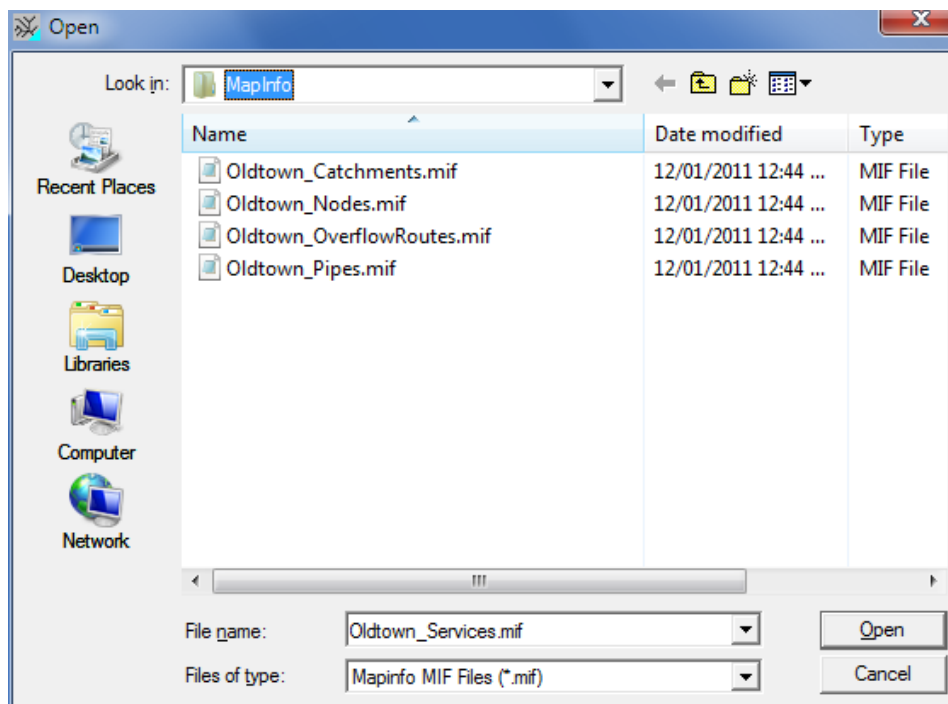 Open
Look in: MapInfo
Name Date modified Type
Oldtown_Catchments.mif 12/01/2011 12:44 ... MIF File
Oldtown_Nodes.mif 12/01/2011 12:44 ... MIF File
Oldtown_OverflowRoutes.mif 12/01/2011 12:44 ... MIF File
Oldtown_Pipes.mif 12/01/2011 12:44 ... MIF File
Recent Places
Desktop
Libraries
Computer
Network
File name: Oldtown_Services.mif Open
Files of type: Mapinfo MIF Files (*.mif) Cancel